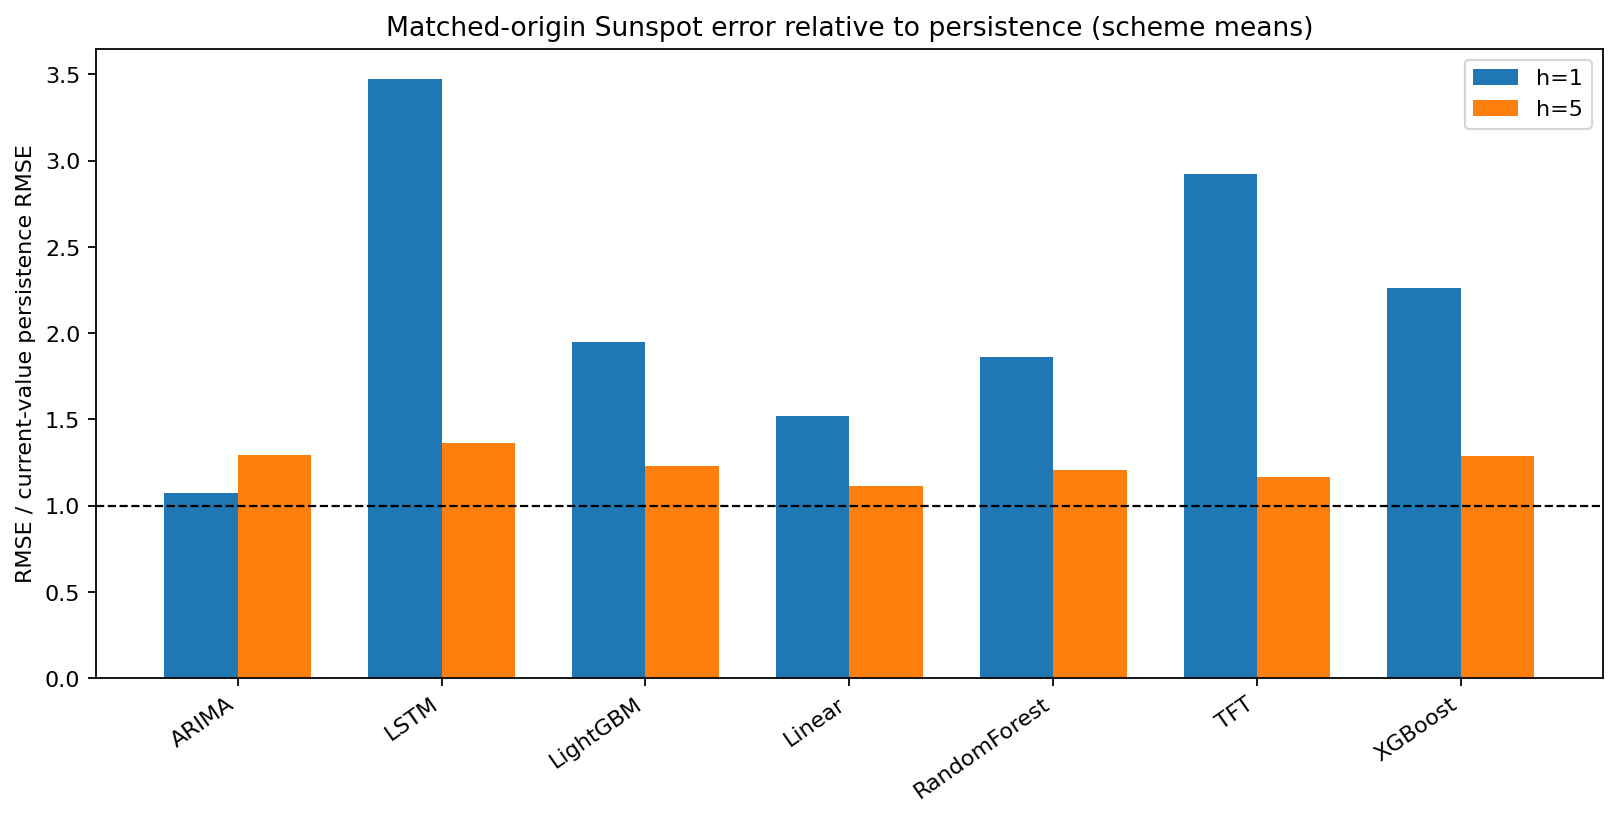 Matched-origin Sunspot error relative to persistence (scheme means)
RMSE / current-value persistence RMSE
3.5
3.0
2.5
2.0
1.5
1.0
0.5
0.0
h=1
h=5
ARIMA
LSTM
LightGBM
Linear
RandomForest
TFT
XGBoost